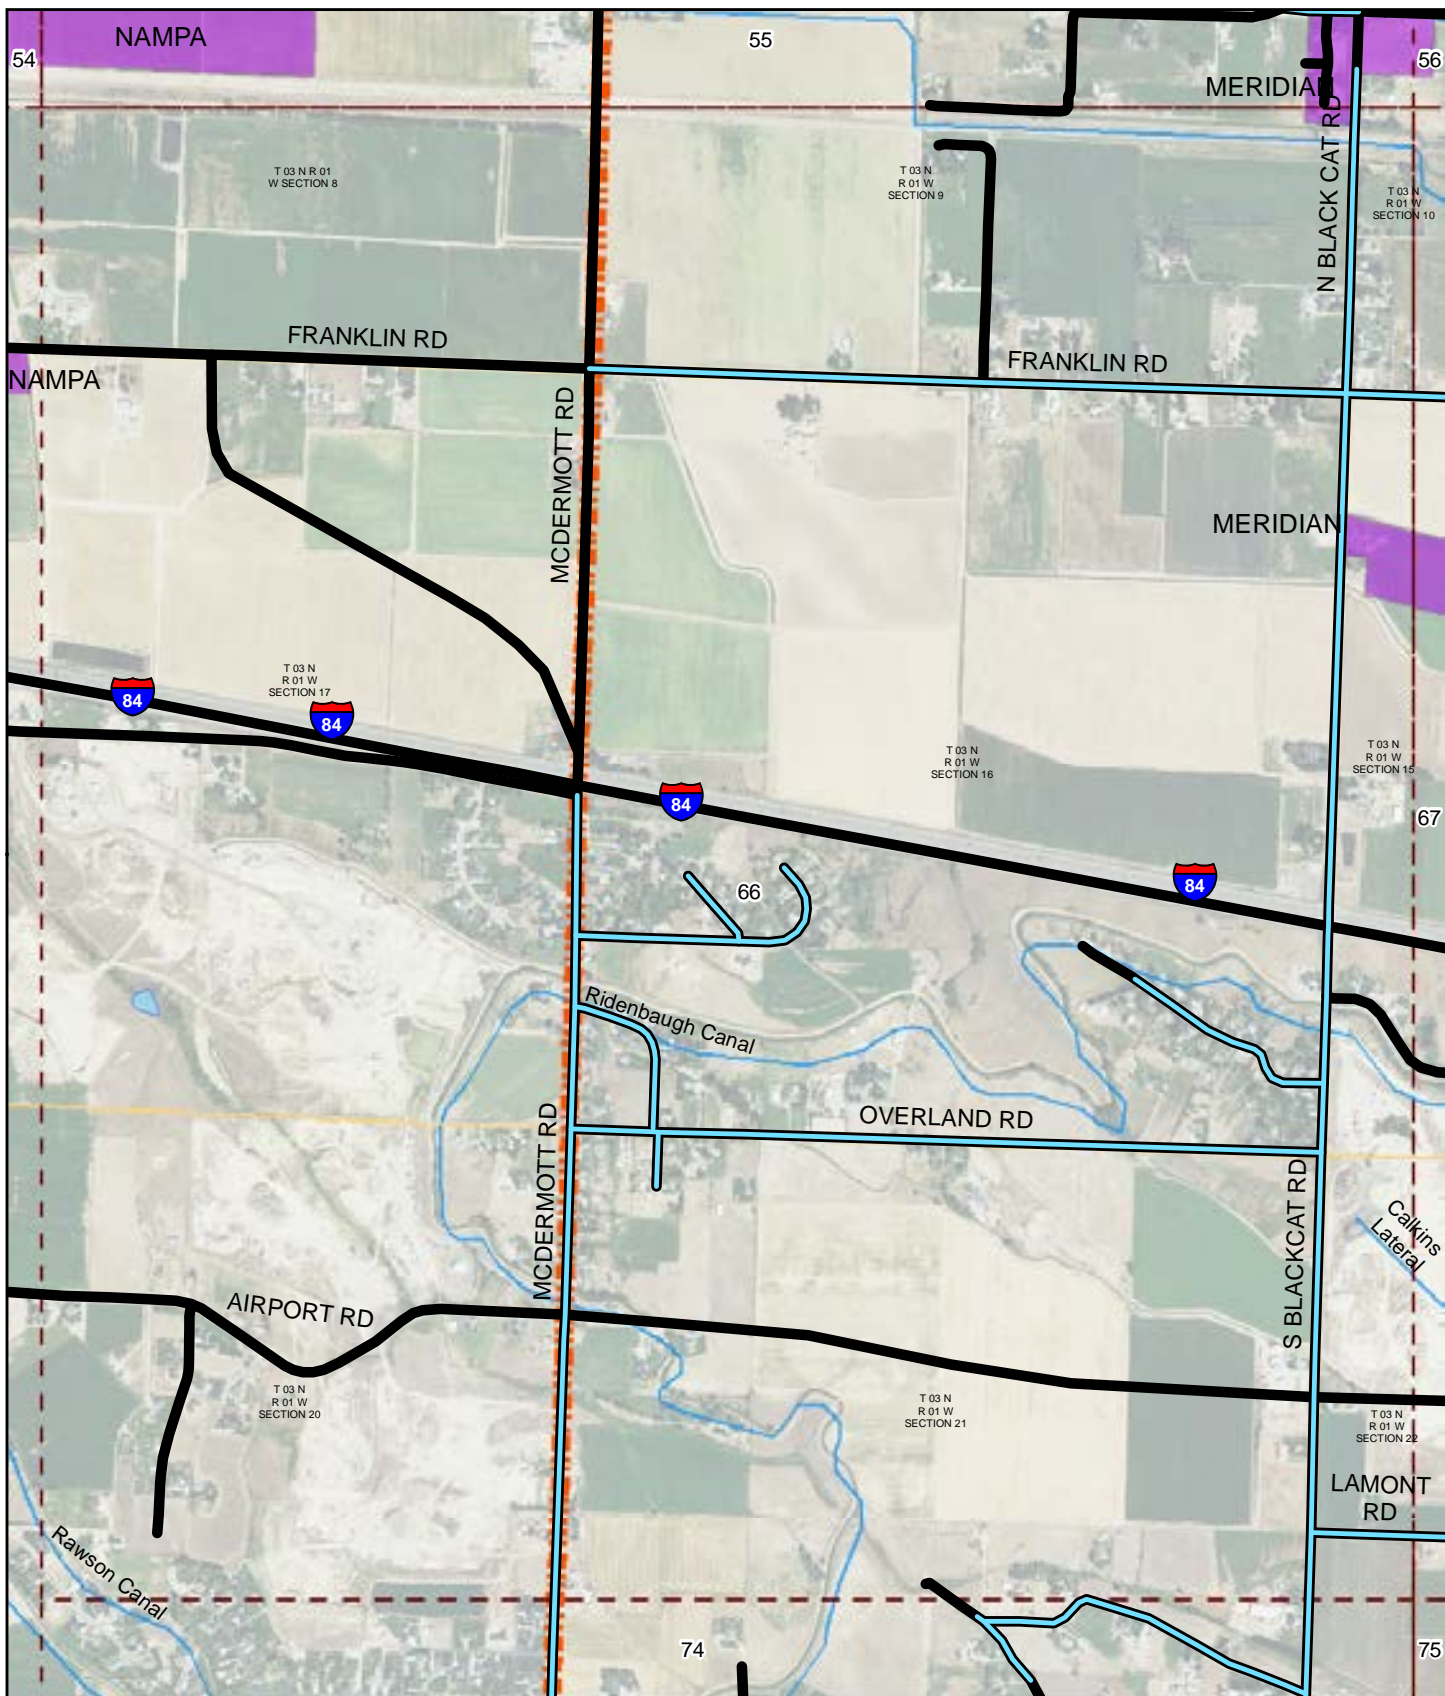 NAMPA
55
54
56
MERIDIAN
N BLACK CAT RD
T 03 N R 01
W SECTION 8
T 03 N
R 01 W
SECTION 9
T 03 N
R 01 W
SECTION 10
FRANKLIN RD
FRANKLIN RD
NAMPA
MCDERMOTT RD
MERIDIAN
T 03 N
R 01 W
SECTION 17
84
84
84
84
T 03 N
R 01 W
SECTION 16
T 03 N
R 01 W
SECTION 15
67
66
Ridenbaugh Canal
OVERLAND RD
MCDERMOTT RD
S BLACKCAT RD
Calkins
Lateral
AIRPORT RD
T 03 N
R 01 W
SECTION 20
T 03 N
R 01 W
SECTION 21
T 03 N
R 01 W
SECTION 22
LAMONT
RD
Rawson Canal
74
75